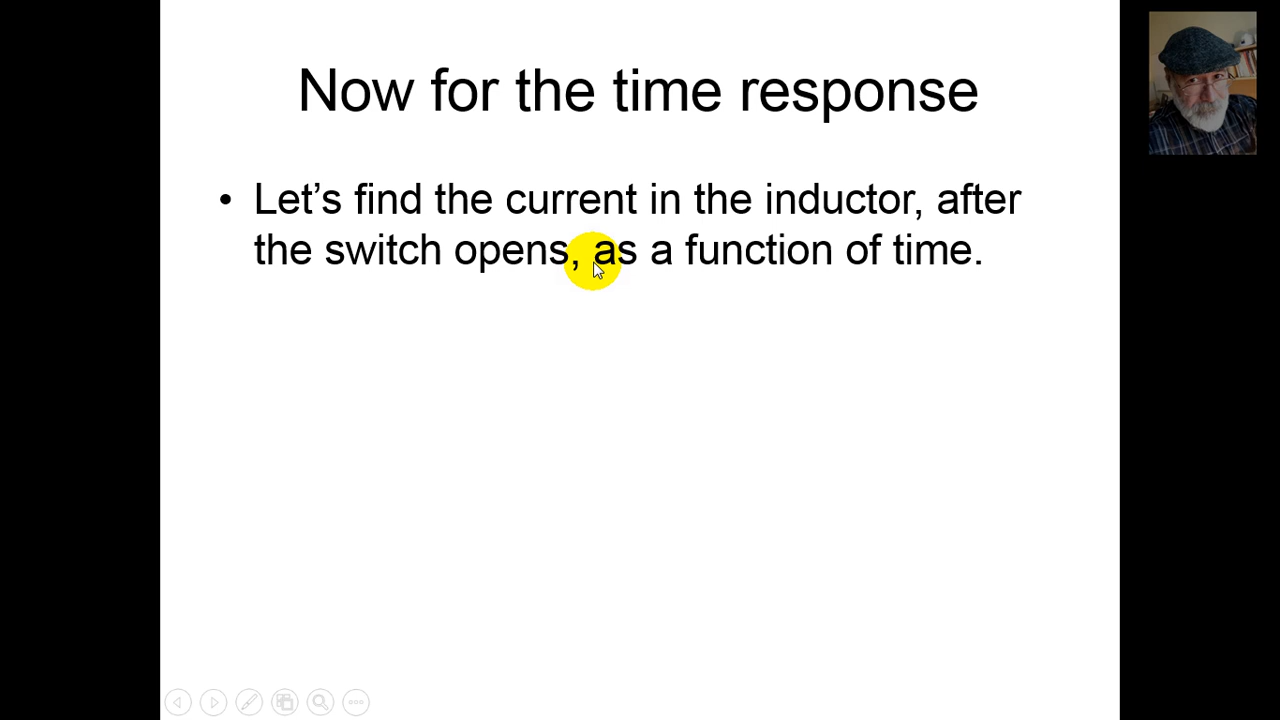 Now for the time response
• Let’s find the current in the inductor, after
the switch opens, as a function of time.